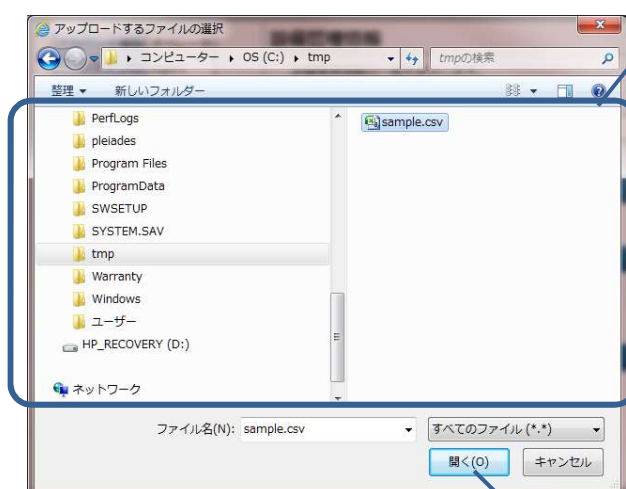 アップロードするファイルの選択
コンピューター ▸ OS (C:) ▸ tmp
tmpの検索
整理 新しいフォルダー
PerfLogs
pleiades
Program Files
ProgramData
SWSETUP
SYSTEM.SAV
tmp
Warranty
Windows
ユーザー
HP_RECOVERY (D:)
ネットワーク
sample.csv
ファイル名(N): sample.csv
すべてのファイル (*.*)
開く(O) キャンセル